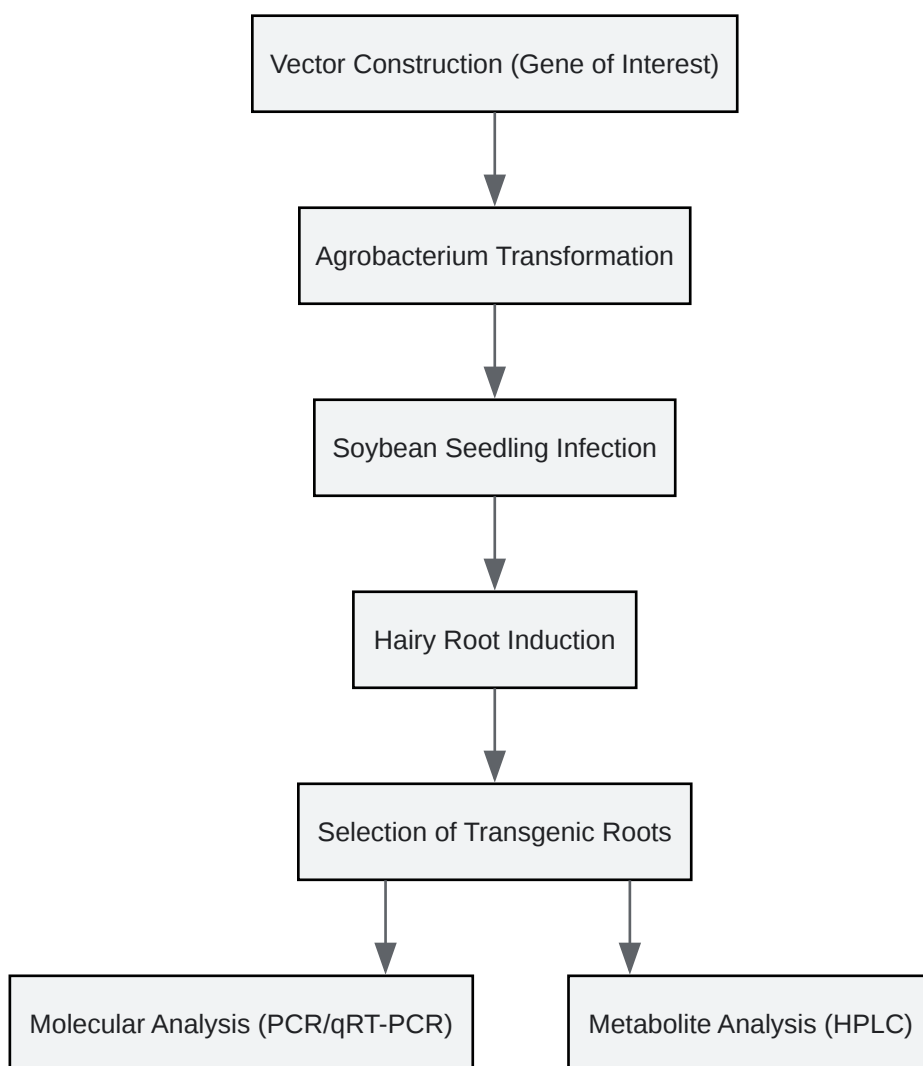 Vector Construction (Gene of Interest)
Agrobacterium Transformation
Soybean Seedling Infection
Hairy Root Induction
Selection of Transgenic Roots
Molecular Analysis (PCR/qRT-PCR)
Metabolite Analysis (HPLC)